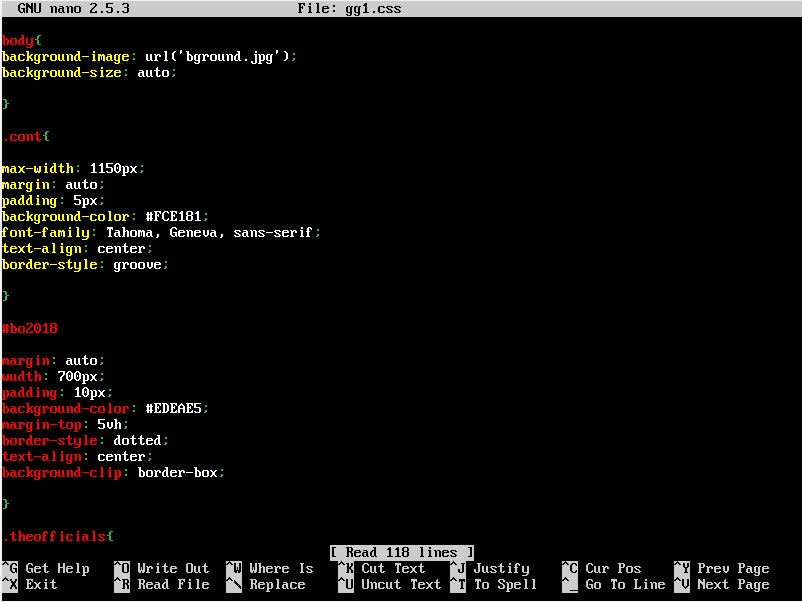 GNU nano 2.5.3 File: gg1.css
body{
background-image: url('bground.jpg');
background-size: auto;
}
.cont{
max-width: 1150px;
margin: auto;
padding: 5px;
background-color: #FCE181;
font-family: Tahoma, Geneva, sans-serif;
text-align: center;
border-style: groove;
}
#bo2018
margin: auto;
wudth: 700px;
padding: 10px;
background-color: #EDEAE5;
margin-top: 5vh;
border-style: dotted;
text-align: center;
background-clip: border-box;
}
.theofficials{
[ Read 118 lines ]
^G Get Help ^O Write Out ^W Where Is ^K Cut Text ^J Justify ^C Cur Pos ^Y Prev Page
^X Exit ^R Read File ^\ Replace ^U Uncut Text ^T To Spell ^_ Go To Line ^V Next Page